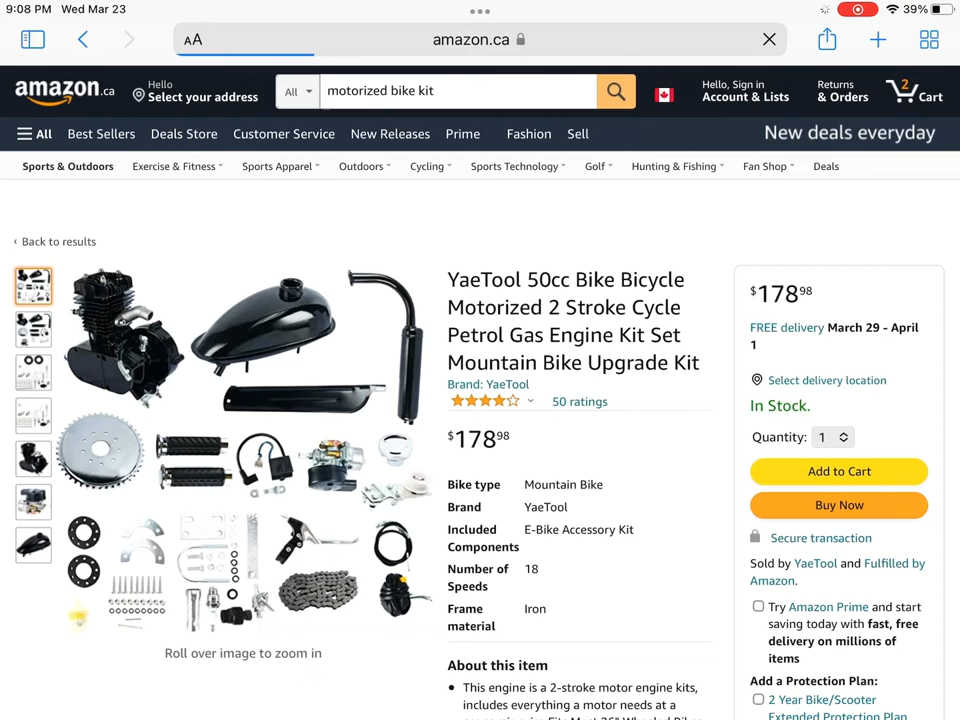 9:08 PM Wed Mar 23
39%
AA
amazon.ca
amazon.ca
Hello
Select your address
All
motorized bike kit
Hello, Sign in
Account & Lists
Returns
& Orders
2
Cart
All
Best Sellers
Deals Store
Customer Service
New Releases
Prime
Fashion
Sell
New deals everyday
Sports & Outdoors
Exercise & Fitness
Sports Apparel
Outdoors
Cycling
Sports Technology
Golf
Hunting & Fishing
Fan Shop
Deals
‹ Back to results
Roll over image to zoom in
YaeTool 50cc Bike Bicycle
Motorized 2 Stroke Cycle
Petrol Gas Engine Kit Set
Mountain Bike Upgrade Kit
Brand: YaeTool
50 ratings
$178 98
Bike type Mountain Bike
Brand YaeTool
Included E-Bike Accessory Kit
Components
Number of 18
Speeds
Frame Iron
material
About this item
• This engine is a 2-stroke motor engine kits,
includes everything a motor needs at a
$178 98
FREE delivery March 29 - April
1
Select delivery location
In Stock.
Quantity: 1
Add to Cart
Buy Now
Secure transaction
Sold by YaeTool and Fulfilled by
Amazon.
Try Amazon Prime and start
saving today with fast, free
delivery on millions of
items
Add a Protection Plan:
2 Year Bike/Scooter
Extended Protection Plan